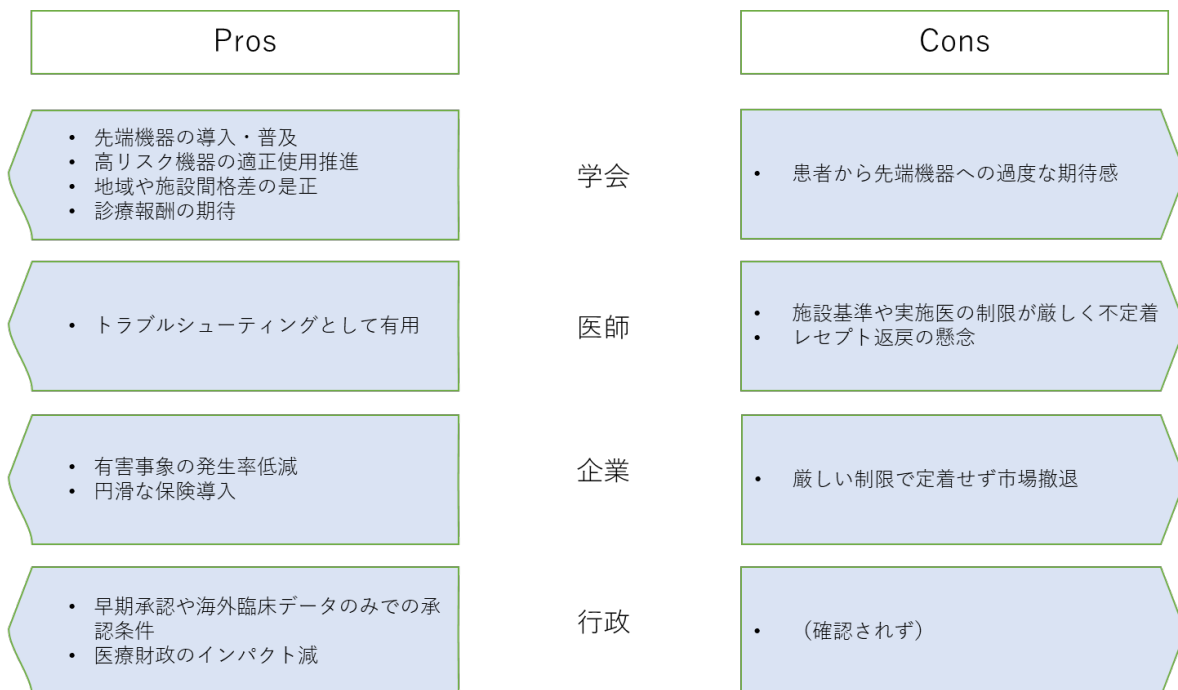 Pros
Cons
• 先端機器の導入・普及
• 高リスク機器の適正使用推進
• 地域や施設間格差の是正
• 診療報酬の期待
学会
• 患者から先端機器への過度な期待感
• トラブルシューティングとして有用
医師
• 施設基準や実施医の制限が厳しく不定着
• レセプト返戻の懸念
• 有害事象の発生率低減
• 円滑な保険導入
企業
• 厳しい制限で定着せず市場撤退
• 早期承認や海外臨床データのみでの承
認条件
• 医療財政のインパクト減
行政
• （確認されず）